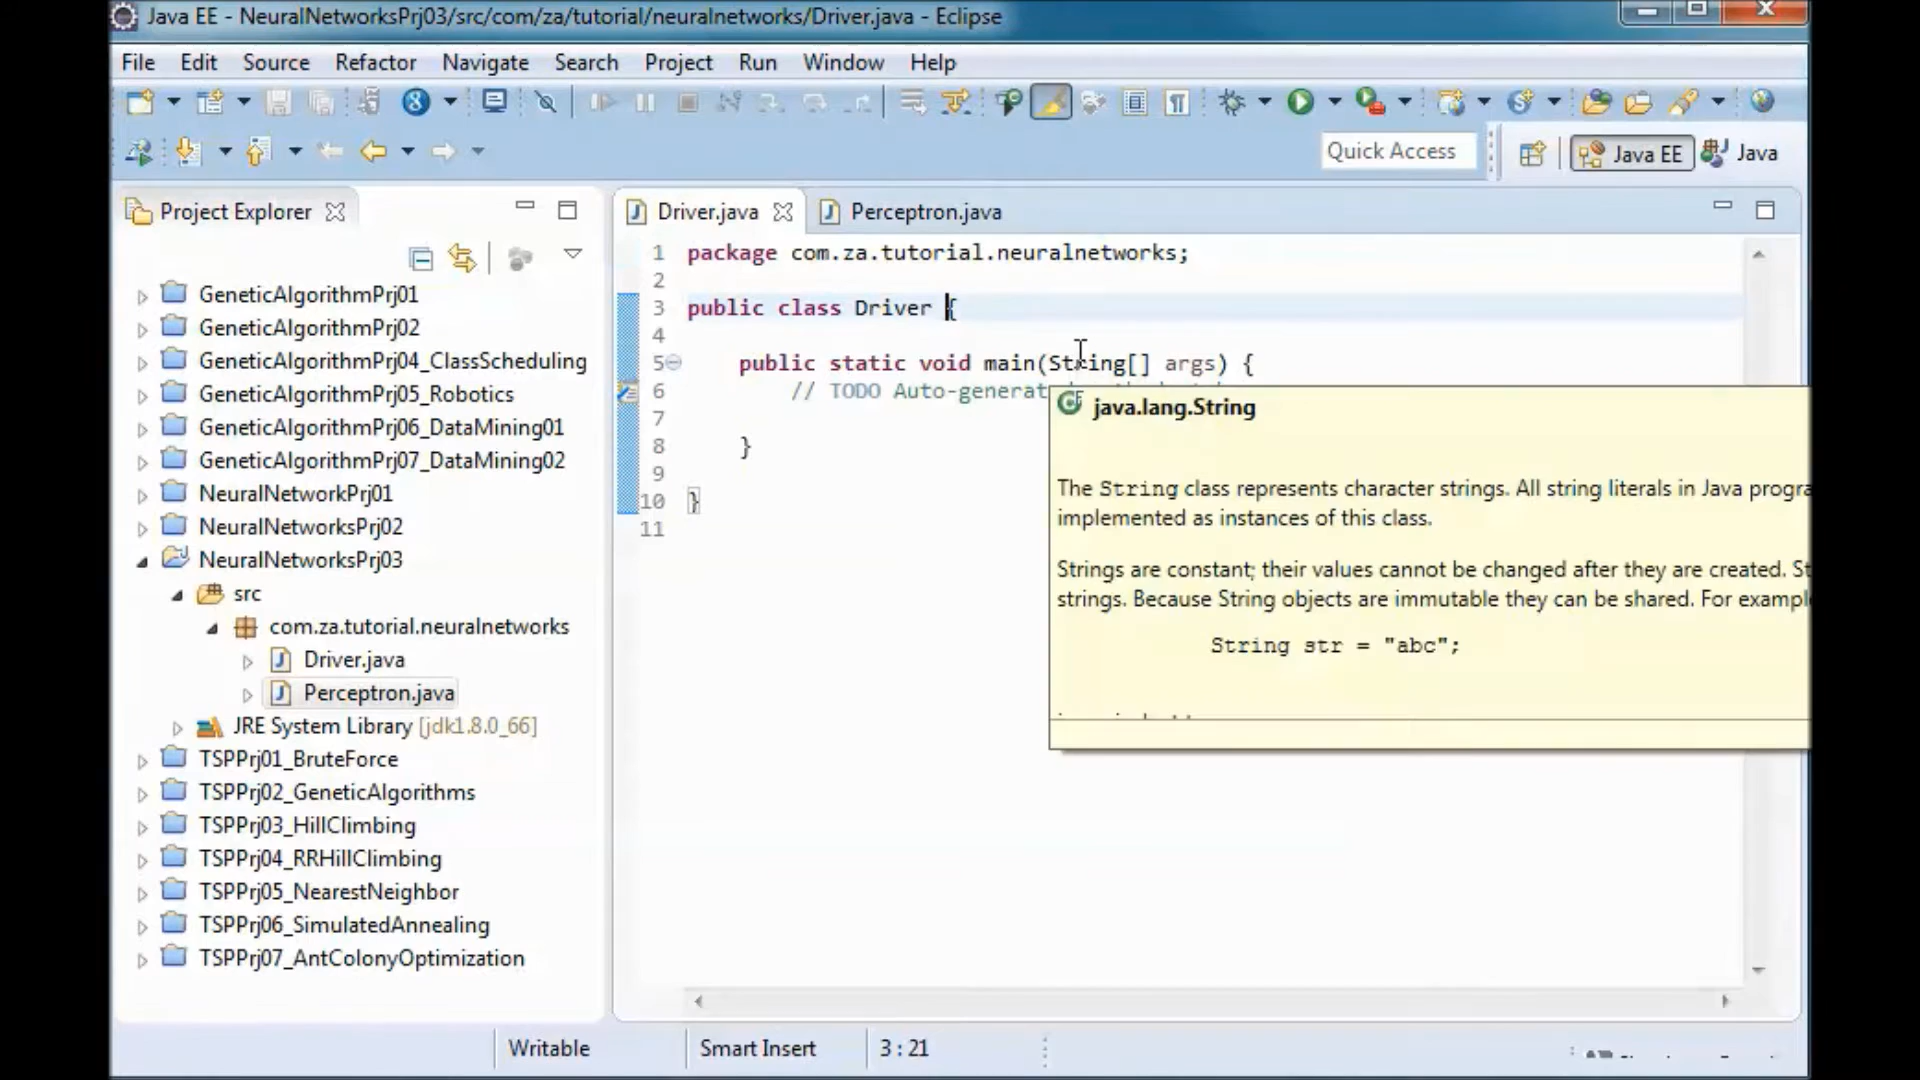 Java EE - NeuralNetworksPrj03/src/com/za/tutorial/neuralnetworks/Driver.java - Eclipse
File Edit Source Refactor Navigate Search Project Run Window Help
Quick Access Java EE Java
Project Explorer
GeneticAlgorithmPrj01
GeneticAlgorithmPrj02
GeneticAlgorithmPrj04_ClassScheduling
GeneticAlgorithmPrj05_Robotics
GeneticAlgorithmPrj06_DataMining01
GeneticAlgorithmPrj07_DataMining02
NeuralNetworkPrj01
NeuralNetworksPrj02
NeuralNetworksPrj03
src
com.za.tutorial.neuralnetworks
Driver.java
Perceptron.java
JRE System Library [jdk1.8.0_66]
TSPPrj01_BruteForce
TSPPrj02_GeneticAlgorithms
TSPPrj03_HillClimbing
TSPPrj04_RRHillClimbing
TSPPrj05_NearestNeighbor
TSPPrj06_SimulatedAnnealing
TSPPrj07_AntColonyOptimization
Driver.java Perceptron.java
1 package com.za.tutorial.neuralnetworks;
2
3 public class Driver {
4
5 public static void main(String[] args) {
6 // TODO Auto-generat
7
8 }
9
10 }
11
java.lang.String
The String class represents character strings. All string literals in Java progra
implemented as instances of this class.
Strings are constant; their values cannot be changed after they are created. St
strings. Because String objects are immutable they can be shared. For exampl
String str = "abc";
Writable Smart Insert 3 : 21